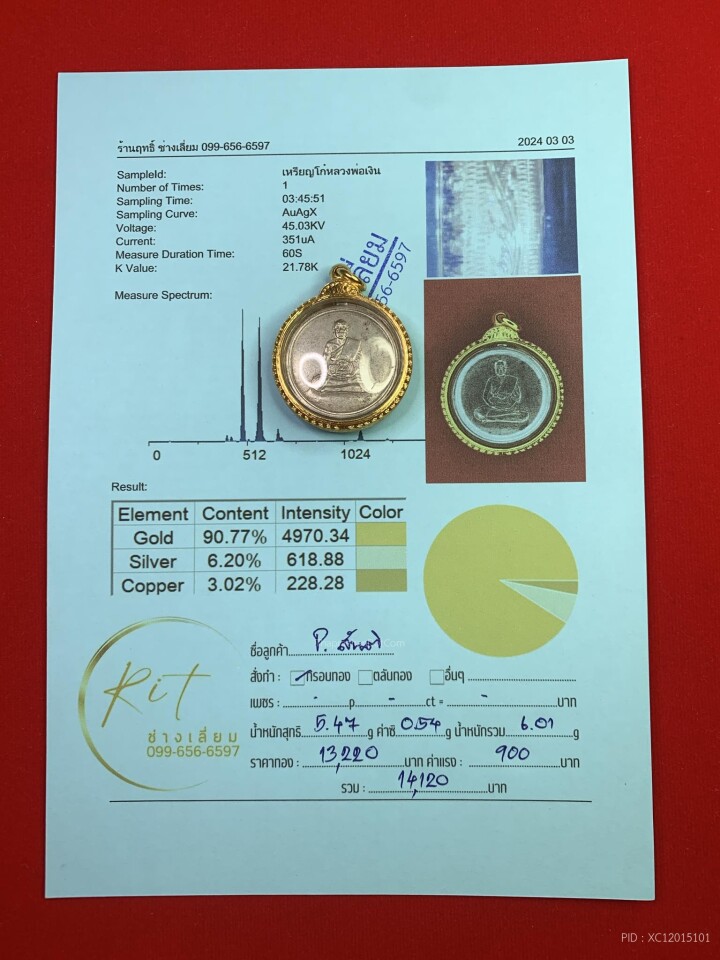 ร้านฤทธิ์ ช่างเลี่ยม 099-656-6597 2024 03 03
SampleId: เหรียญโภ้หลวงพ่อเงิน
Number of Times: 1
Sampling Time: 03:45:51
Sampling Curve: AuAgX
Voltage: 45.03KV
Current: 351uA
Measure Duration Time: 60S
K Value: 21.78K
56-6597
Measure Spectrum:
0 512 1024
Result:
Element Content Intensity Color
Gold 90.77% 4970.34
Silver 6.20% 618.88
Copper 3.02% 228.28
Rit
ช่างเลี่ยม
099-656-6597
ชื่อลูกค้า P.
สั่งทำ : กรอบทอง ตลับทอง อื่นๆ
เพชร : - p - ct = - บาท
น้ำหนักสุทธิ 5.47 g ค่าซิ 0.54 g น้ำหนักรวม 6.01 g
ราคาทอง : 13,220 บาท ค่าแรง : 900 บาท
รวม : 14,120 บาท
PID : XC12015101